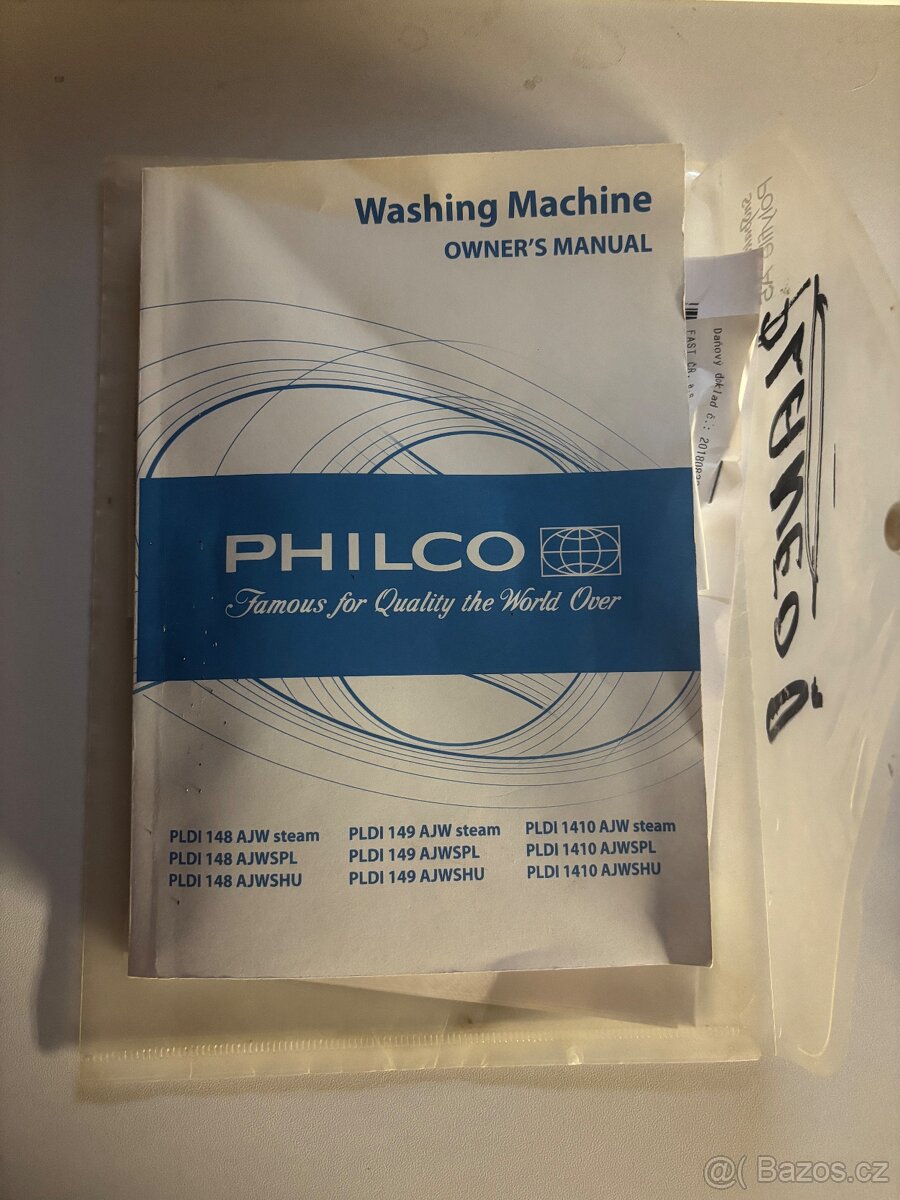 Washing Machine
OWNER'S MANUAL
PHILCO
Famous for Quality the World Over
PLDI 148 AJW steam
PLDI 148 AJWSPL
PLDI 148 AJWSHU
PLDI 149 AJW steam
PLDI 149 AJWSPL
PLDI 149 AJWSHU
PLDI 1410 AJW steam
PLDI 1410 AJWSPL
PLDI 1410 AJWSHU
Daňový doklad č.:
FAST ČR, a.s
@( Bazos.cz